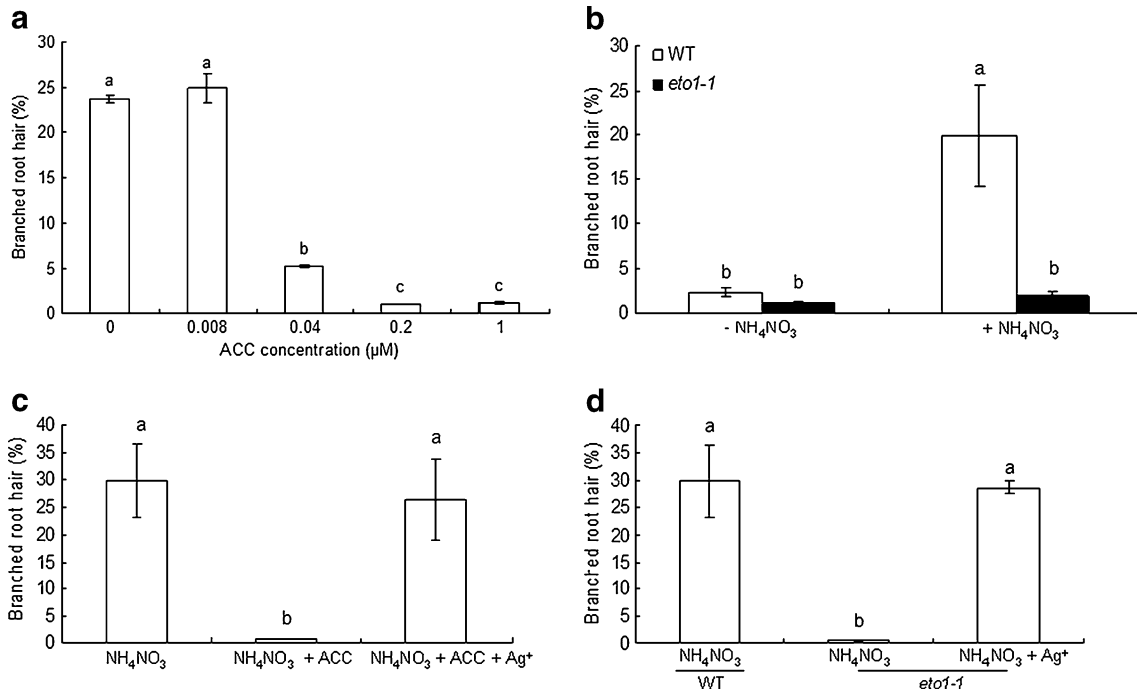 a
Branched root hair (%)
30
25
20
15
10
5
0
a
a
b
c
c
0 0.008 0.04 0.2 1
ACC concentration (µM)
b
Branched root hair (%)
30
25
20
15
10
5
0
WT
eto1-1
b
b
a
b
- NH₄NO₃ + NH₄NO₃
c
Branched root hair (%)
40
35
30
25
20
15
10
5
0
a
b
a
NH₄NO₃ NH₄NO₃ + ACC NH₄NO₃ + ACC + Ag⁺
d
Branched root hair (%)
40
35
30
25
20
15
10
5
0
a
b
a
NH₄NO₃ NH₄NO₃ NH₄NO₃ + Ag⁺
WT eto1-1